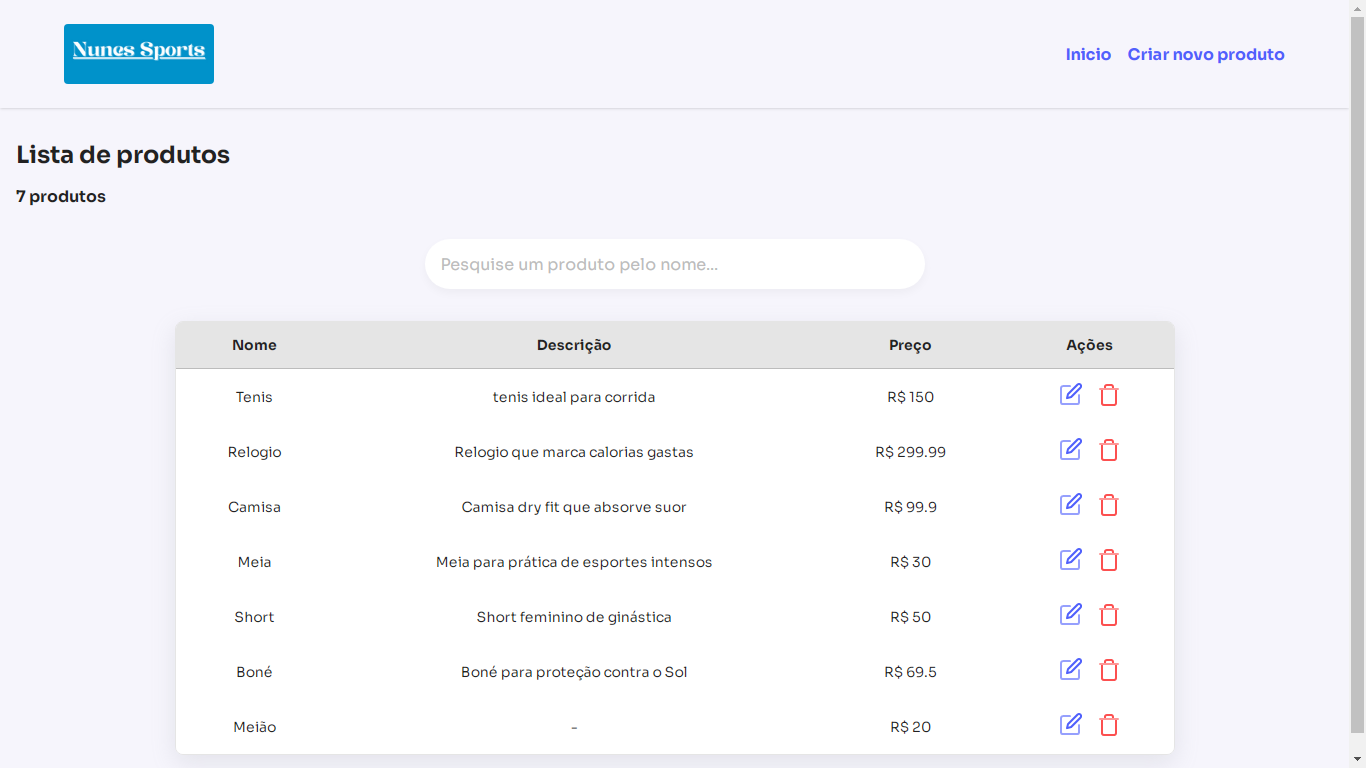 Nunes Sports
Inicio Criar novo produto
Lista de produtos
7 produtos
Pesquise um produto pelo nome...
Nome Descrição Preço Ações
Tenis tenis ideal para corrida R$ 150
Relogio Relogio que marca calorias gastas R$ 299.99
Camisa Camisa dry fit que absorve suor R$ 99.9
Meia Meia para prática de esportes intensos R$ 30
Short Short feminino de ginástica R$ 50
Boné Boné para proteção contra o Sol R$ 69.5
Meião - R$ 20